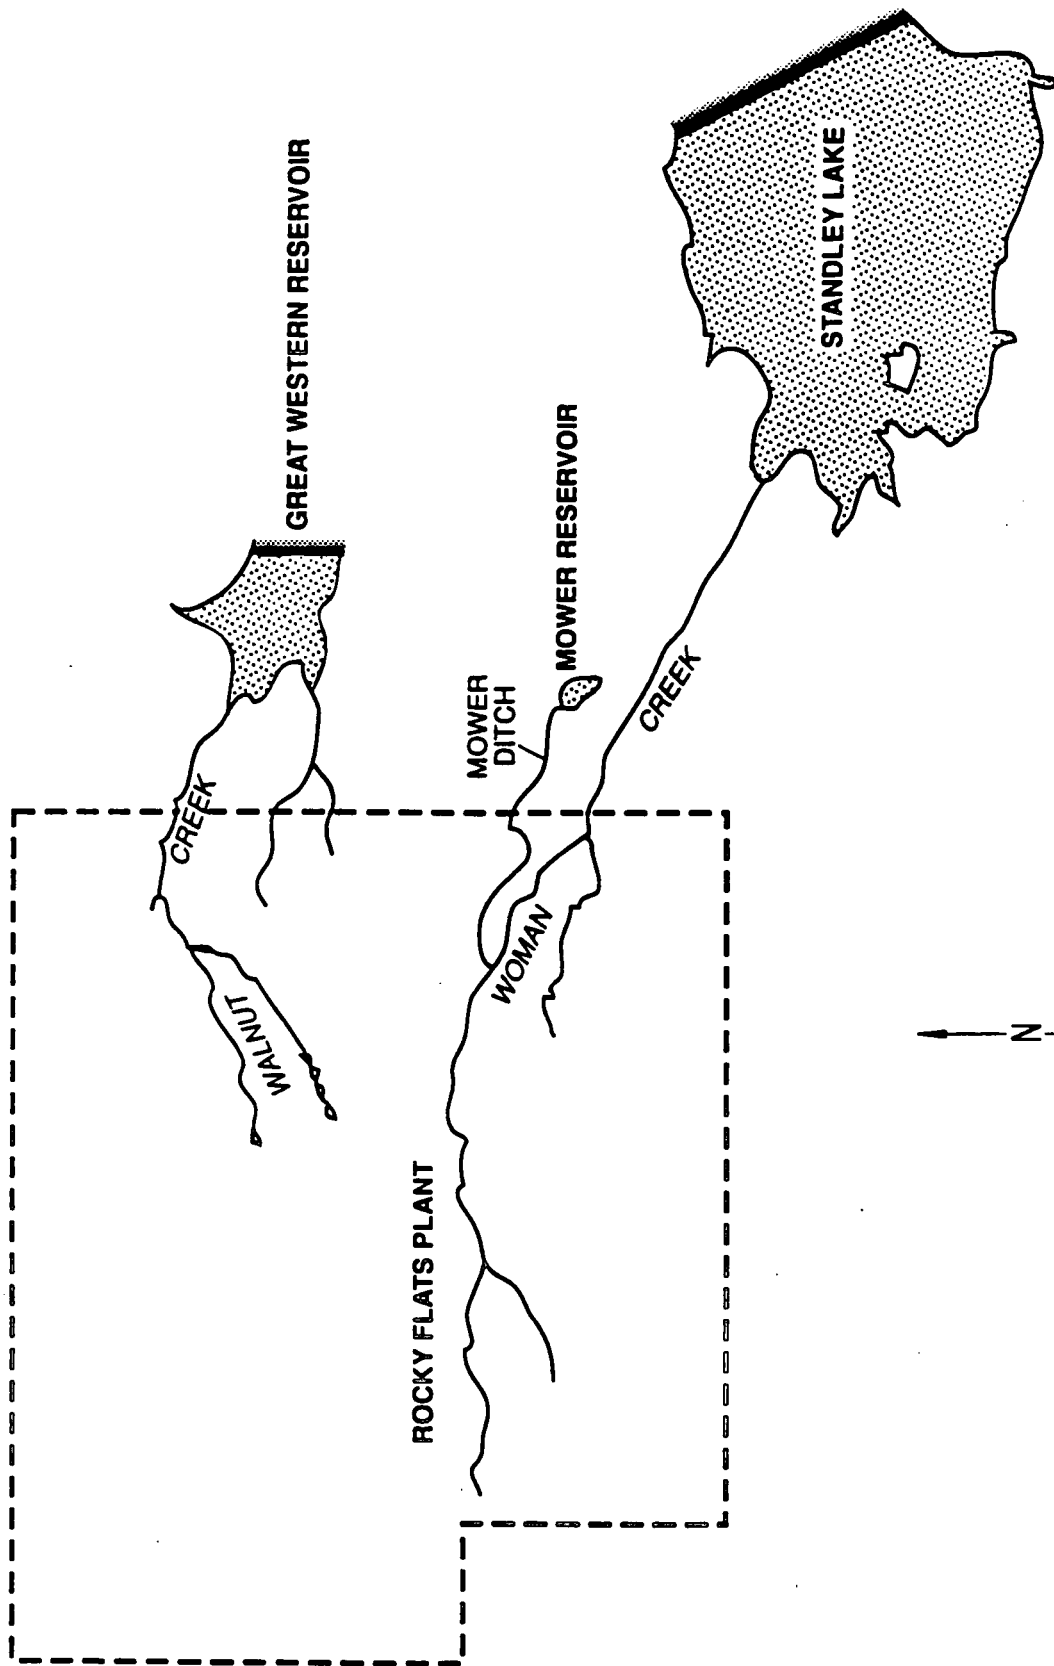 GREAT WESTERN RESERVOIR
CREEK
WALNUT
STANDLEY LAKE
MOWER RESERVOIR
MOWER
DITCH
CREEK
WOMAN
ROCKY FLATS PLANT
N